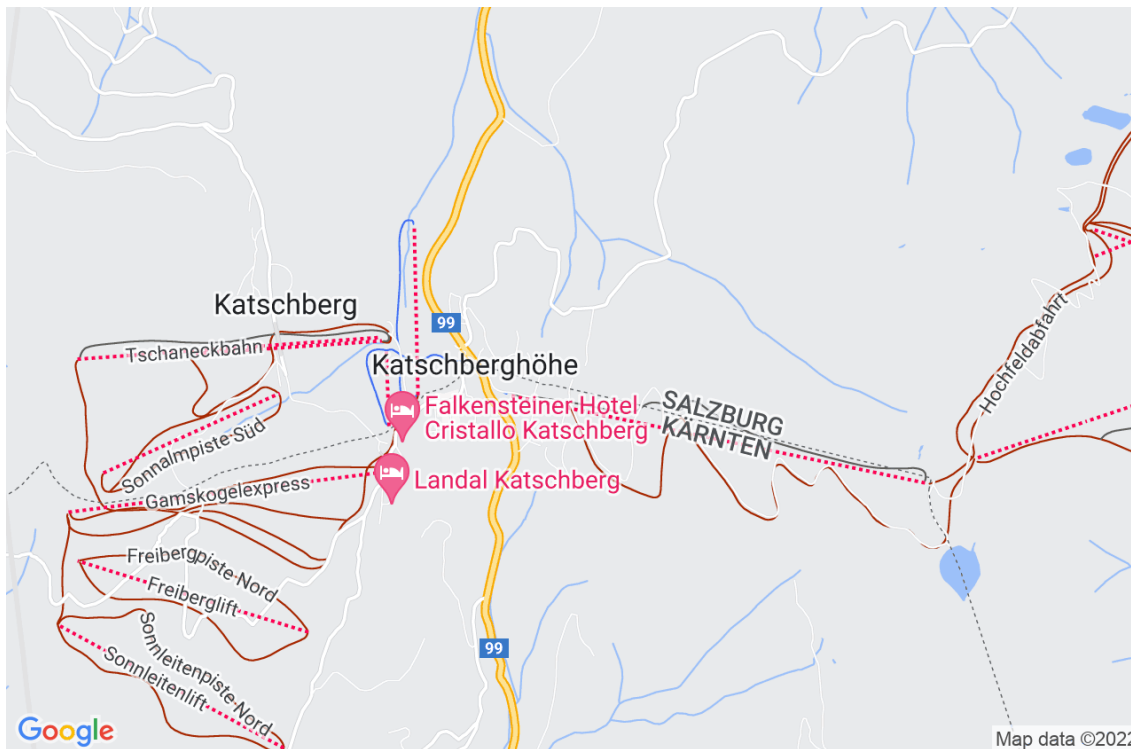 Katschberg
99
Tschaneckbahn
Katschberghöhe
Hochfeldabfahrt
Falkensteiner Hotel
Cristallo Katschberg
SALZBURG
KÄRNTEN
Sonnalmpiste Süd
Landal Katschberg
Gamskogelexpress
Freibergpiste Nord
Freiberglift
Sonnleitenpiste Nord
Sonnleitenlift
99
Google
Map data ©2022